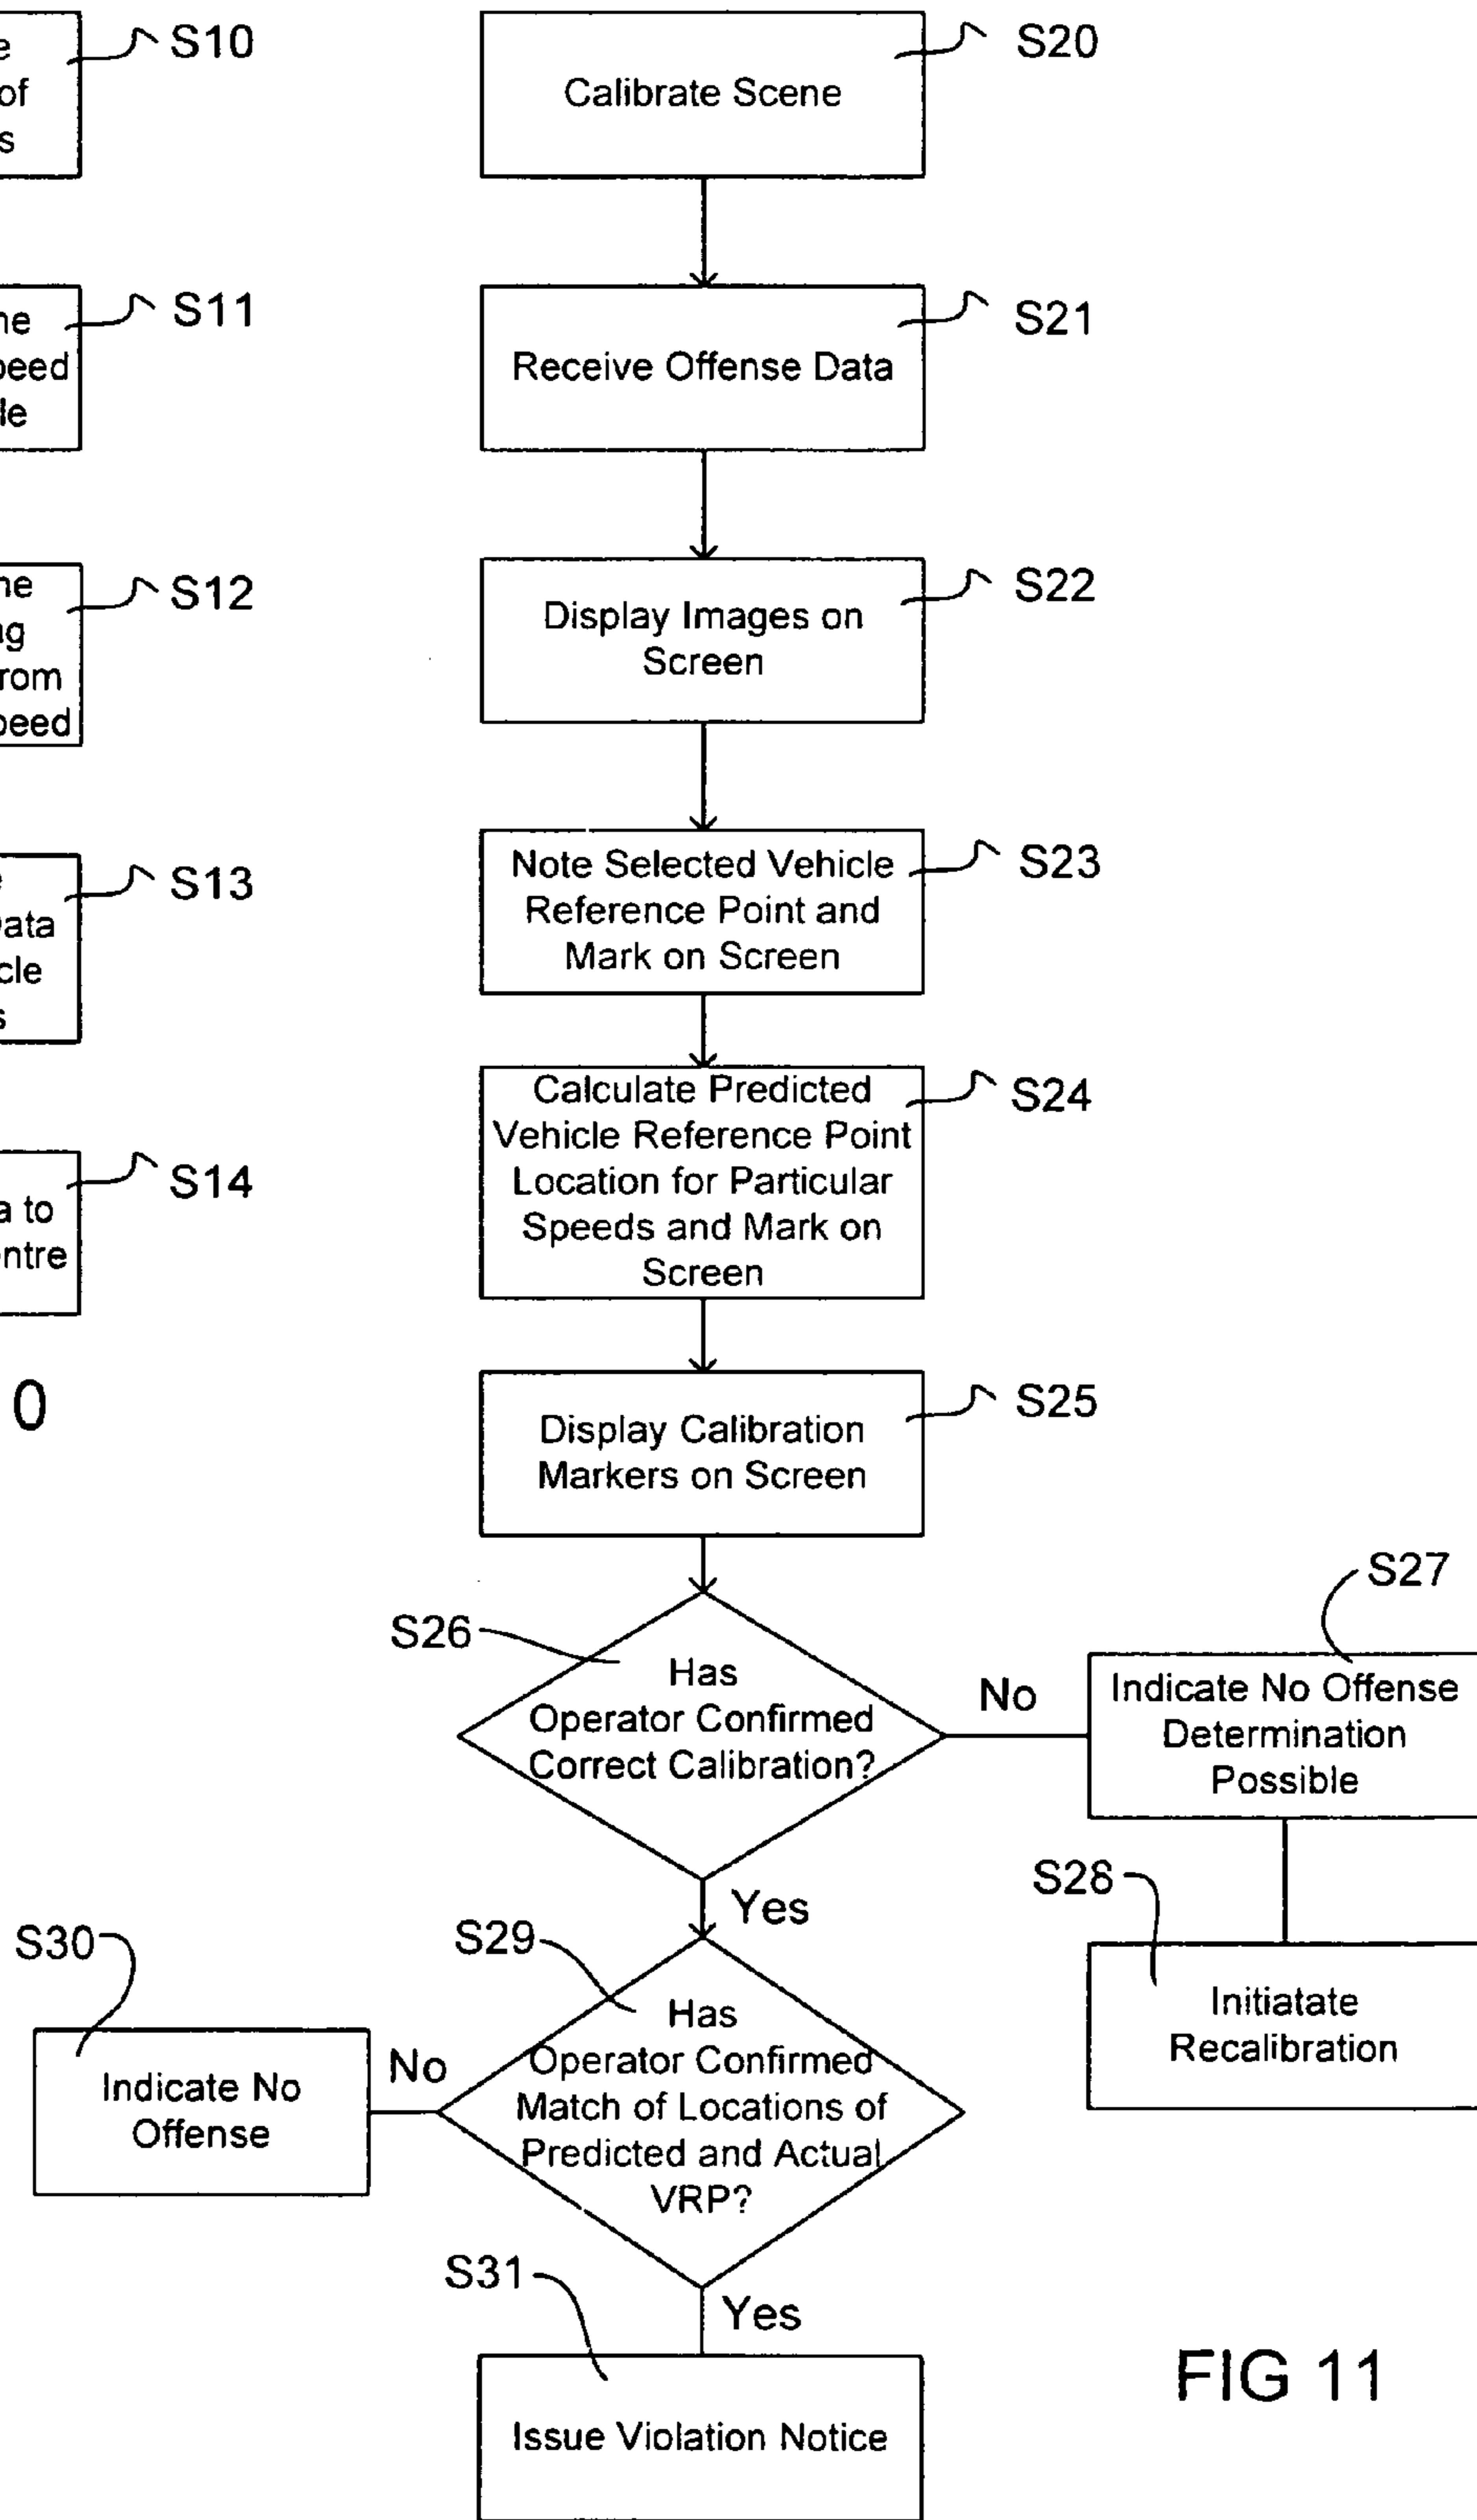 of
S10
S11
S12
S13
a to
S14
0
S20
Calibrate Scene
S21
Receive Offense Data
S22
Display Images on
Screen
S23
Note Selected Vehicle
Reference Point and
Mark on Screen
S24
Calculate Predicted
Vehicle Reference Point
Location for Particular
Speeds and Mark on
Screen
S25
Display Calibration
Markers on Screen
S26
Has
Operator Confirmed
Correct Calibration?
No
S27
Indicate No Offense
Determination
Possible
S28
Initiatate
Recalibration
Yes
S29
Has
Operator Confirmed
Match of Locations of
Predicted and Actual
VRP?
No
S30
Indicate No
Offense
Yes
S31
Issue Violation Notice
FIG 11